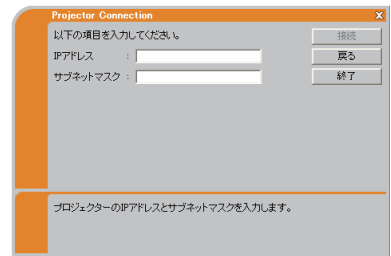 Projector Connection X
以下の項目を入力してください。
接続
IPアドレス :
戻る
サブネットマスク :
終了
プロジェクターのIPアドレスとサブネットマスクを入力します。